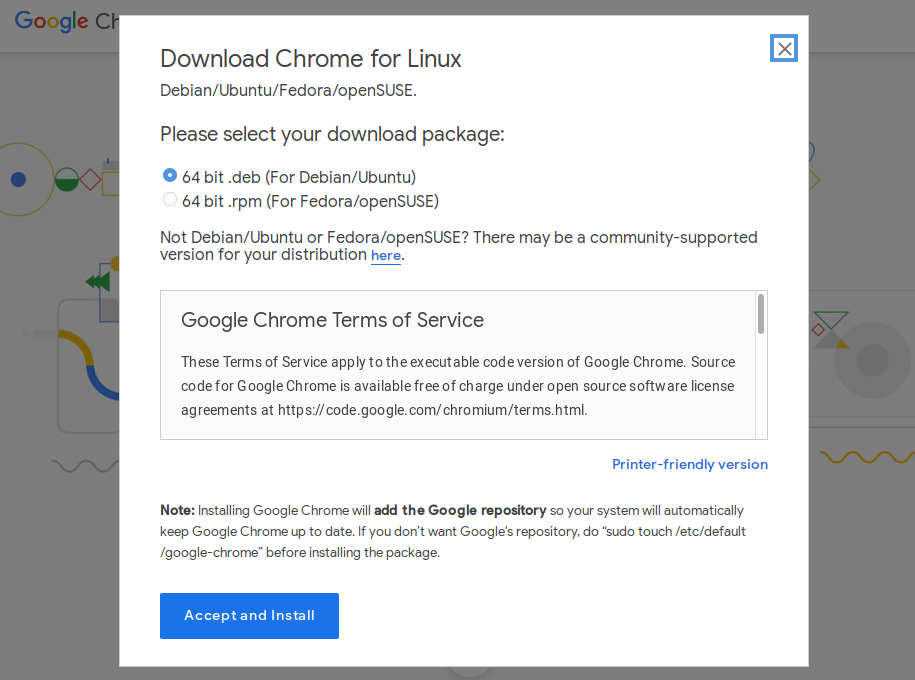 Google Ch
Download Chrome for Linux
Debian/Ubuntu/Fedora/openSUSE.
Please select your download package:
64 bit .deb (For Debian/Ubuntu)
64 bit .rpm (For Fedora/openSUSE)
Not Debian/Ubuntu or Fedora/openSUSE? There may be a community-supported
version for your distribution here.
Google Chrome Terms of Service
These Terms of Service apply to the executable code version of Google Chrome. Source
code for Google Chrome is available free of charge under open source software license
agreements at https://code.google.com/chromium/terms.html.
Printer-friendly version
Note: Installing Google Chrome will add the Google repository so your system will automatically
keep Google Chrome up to date. If you don’t want Google's repository, do “sudo touch /etc/default
/google-chrome” before installing the package.
Accept and Install